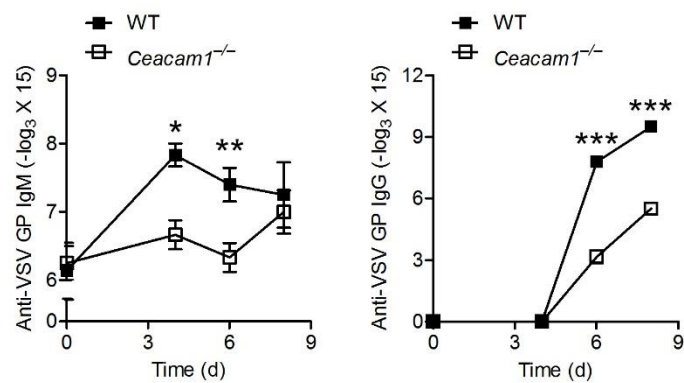 WT
Ceacam1⁻/⁻
Anti-VSV GP IgM (-log₃ X 15)
9
8
7
6
0
* **
0 3 6 9
Time (d)
WT
Ceacam1⁻/⁻
Anti-VSV GP IgG (-log₃ X 15)
12
9
6
3
0
*** ***
0 3 6 9
Time (d)